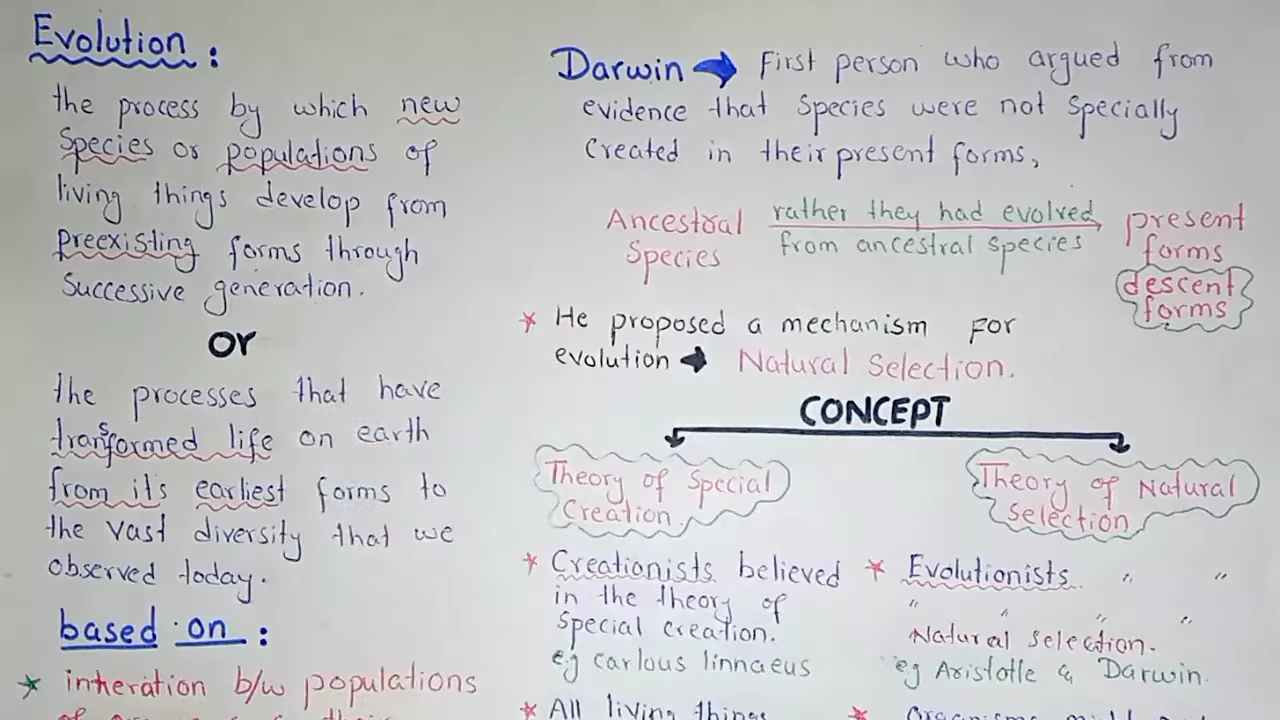 Evolution :
the process by which new
species or populations of
living things develop from
preexisting forms through
Successive generation.
or
the processes that have
transformed life on earth
from it's earliest forms to
the vast diversity that we
observed today.
based on :
* interation b/w populations
Darwin → First person who argued from
evidence that species were not specially
created in their present forms,
Ancestral Species
rather they had evolved
from ancestral species
present
forms
descent
forms
* He proposed a mechanism for
evolution → Natural Selection.
CONCEPT
Theory of Special
Creation
* Creationists believed
in the theory of
special creation.
e.g carlous linnaeus
* All living things
Theory of Natural
Selection
* Evolutionists " "
" " " "
Natural selection.
eg Aristotle & Darwin.